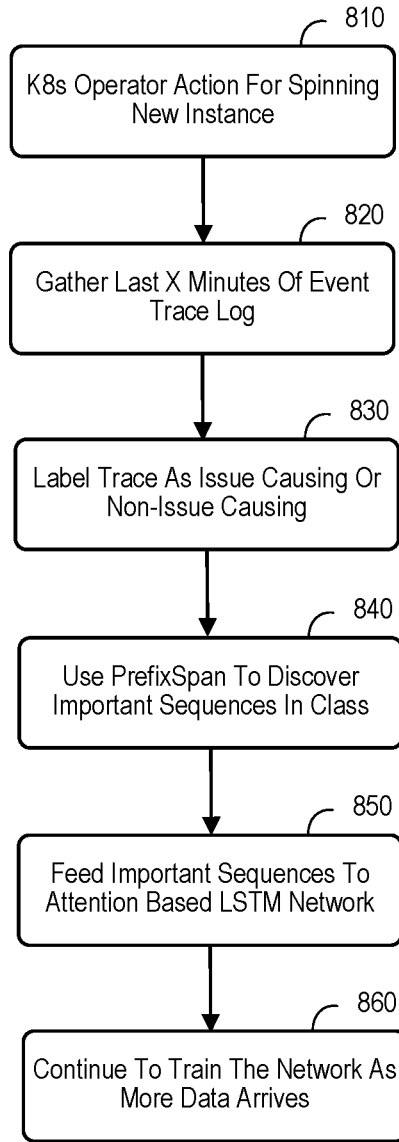 810
K8s Operator Action For Spinning
New Instance
820
Gather Last X Minutes Of Event
Trace Log
830
Label Trace As Issue Causing Or
Non-Issue Causing
840
Use PrefixSpan To Discover
Important Sequences In Class
850
Feed Important Sequences To
Attention Based LSTM Network
860
Continue To Train The Network As
More Data Arrives